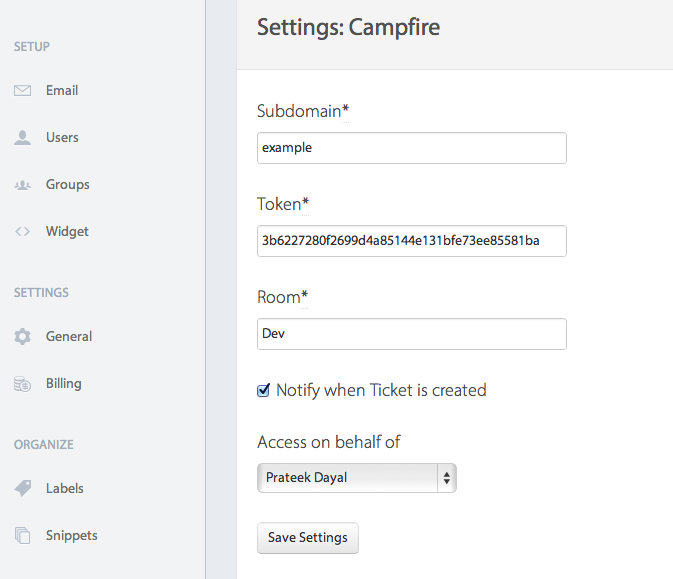 SETUP
Email
Users
Groups
Widget
SETTINGS
General
Billing
ORGANIZE
Labels
Snippets
Settings: Campfire
Subdomain*
example
Token*
3b6227280f2699d4a85144e131bfe73ee85581ba
Room*
Dev
Notify when Ticket is created
Access on behalf of
Prateek Dayal
Save Settings